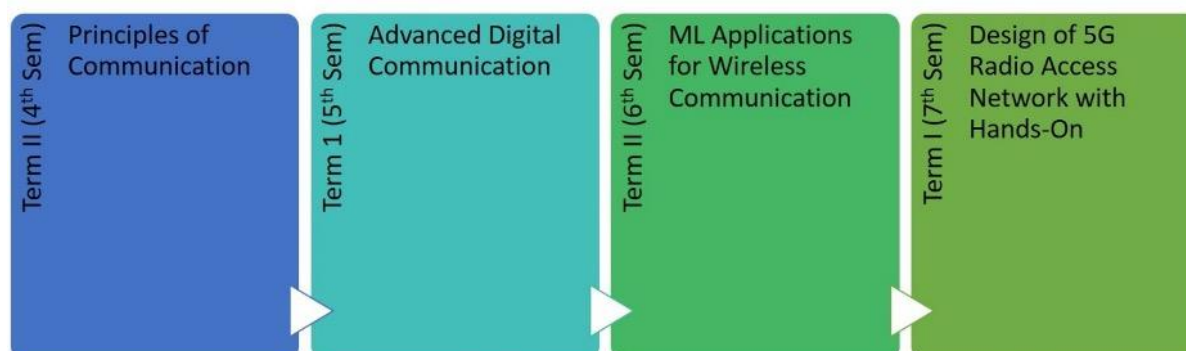 Term II (4th Sem)
Principles of
Communication
Term 1 (5th Sem)
Advanced Digital
Communication
Term II (6th Sem)
ML Applications
for Wireless
Communication
Term I (7th Sem)
Design of 5G
Radio Access
Network with
Hands-On